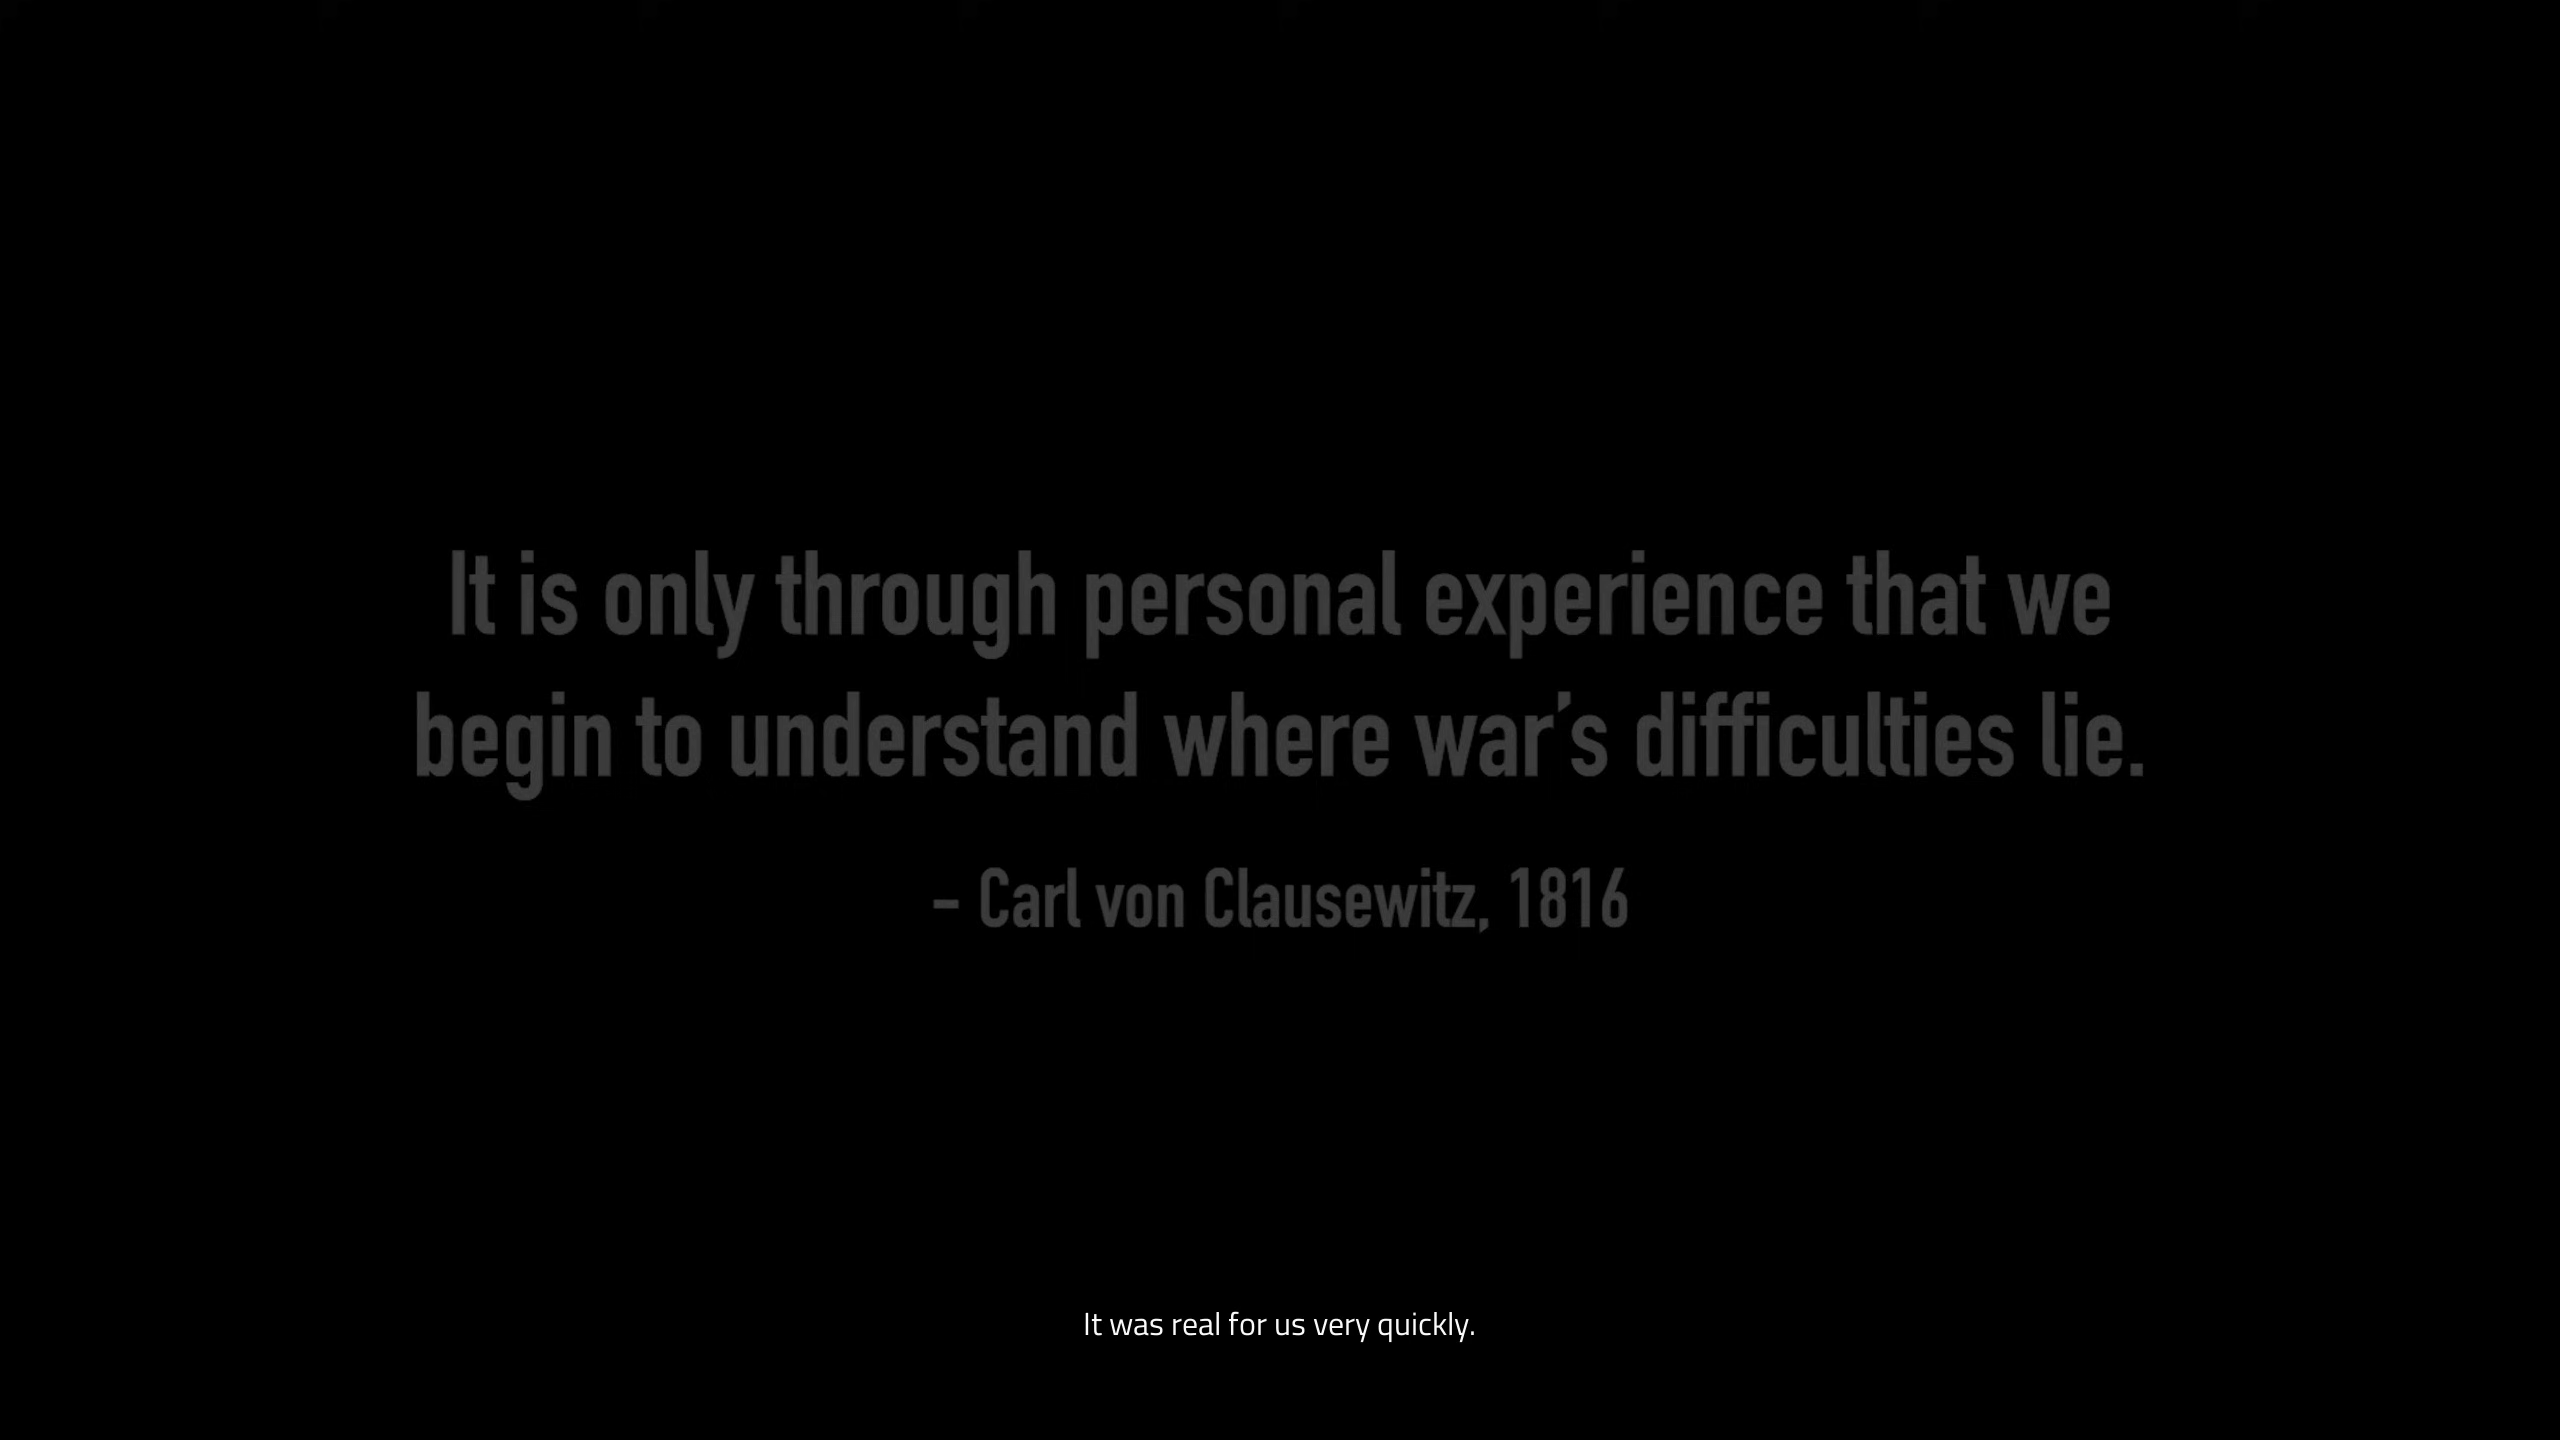 It is only through personal experience that we
begin to understand where war’s difficulties lie.
- Carl von Clausewitz, 1816
It was real for us very quickly.